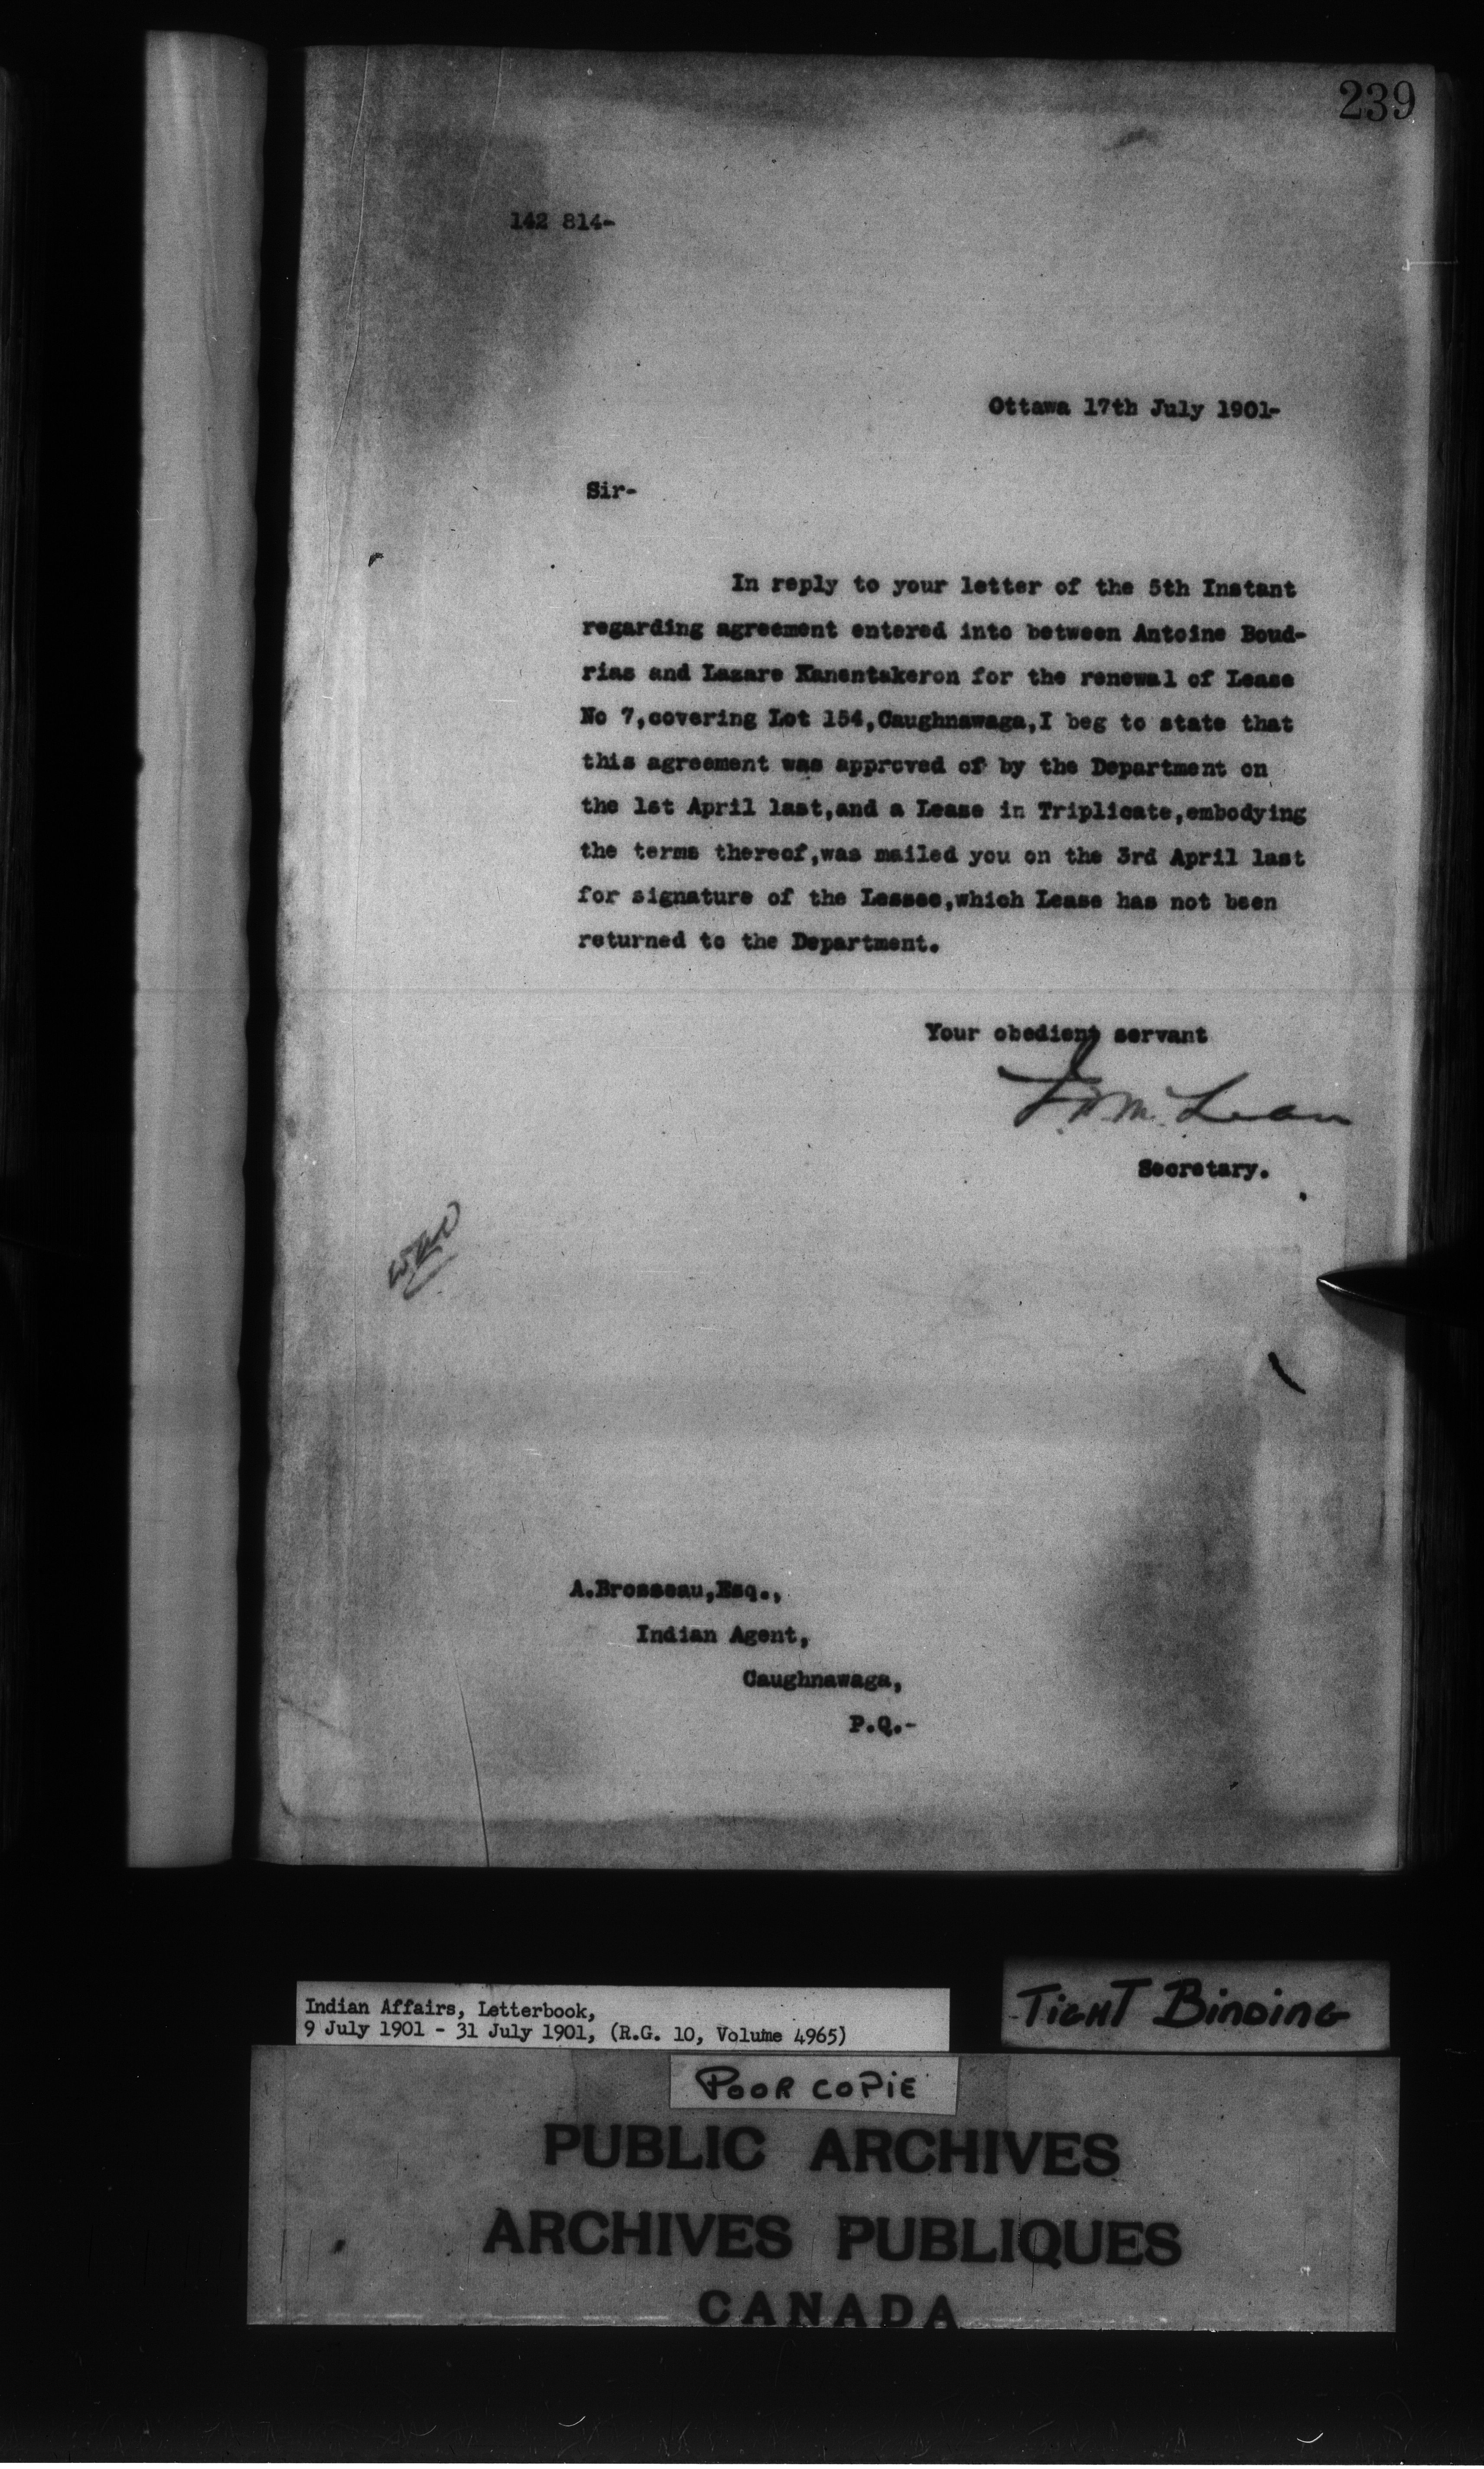 239
142 814-
Ottawa 17th July 1901-
Sir-
In reply to your letter of the 5th Instant
regarding agreement entered into between Antoine Boud-
rias and Lazare Kanentakeron for the renewal of Lease
No 7,covering Lot 154,Caughnawaga,I beg to state that
this agreement was approved of by the Department on
the 1st April last,and a Lease in Triplicate,embodying
the terms thereof,was mailed you on the 3rd April last
for signature of the Lessee,which Lease has not been
returned to the Department.
Your obedient servant
McLean
Secretary.
A.Brosseau,Esq.,
Indian Agent,
Caughnawaga,
P.Q.-
Indian Affairs, Letterbook,
9 July 1901 - 31 July 1901, (R.G. 10, Volume 4965)
TIGHT BINDING
POOR COPIE
PUBLIC ARCHIVES
ARCHIVES PUBLIQUES
CANADA